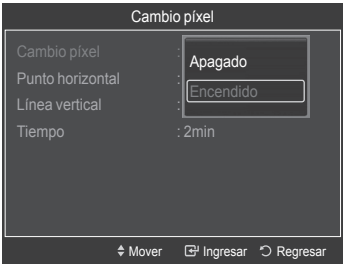 Cambio píxel
Cambio píxel :
Apagado
Encendido
Punto horizontal :
Línea vertical :
Tiempo : 2min
Mover Ingresar Regresar